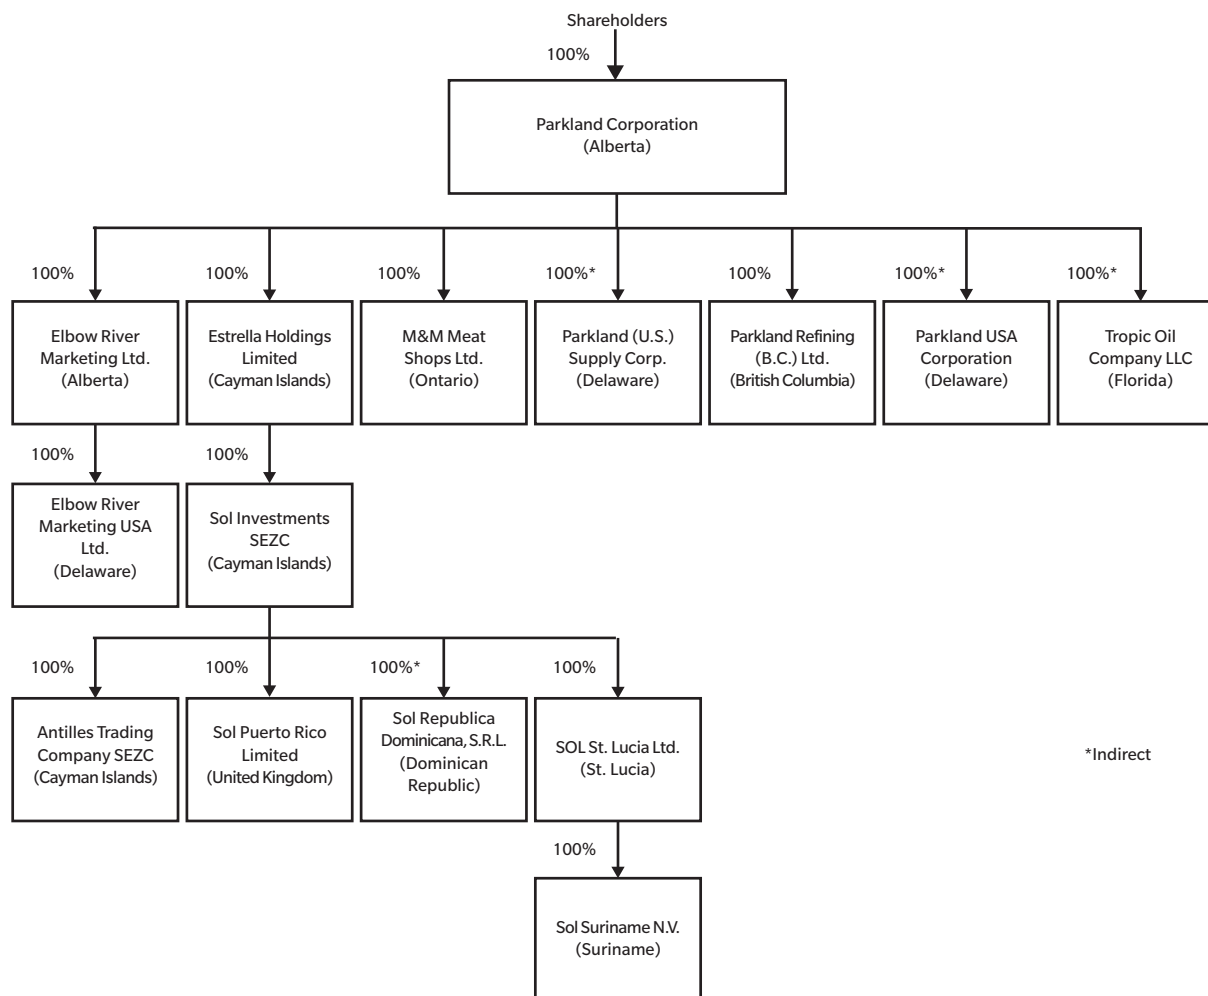 Shareholders
100%
Parkland Corporation
(Alberta)
100%
100%
100%
100%*
100%
100%*
100%*
Elbow River
Marketing Ltd.
(Alberta)
Estrella Holdings
Limited
(Cayman Islands)
M&M Meat
Shops Ltd.
(Ontario)
Parkland (U.S.)
Supply Corp.
(Delaware)
Parkland Refining
(B.C.) Ltd.
(British Columbia)
Parkland USA
Corporation
(Delaware)
Tropic Oil
Company LLC
(Florida)
100%
100%
Elbow River
Marketing USA
Ltd.
(Delaware)
Sol Investments
SEZC
(Cayman Islands)
100%
100%
100%*
100%
Antilles Trading
Company SEZC
(Cayman Islands)
Sol Puerto Rico
Limited
(United Kingdom)
Sol Republica
Dominicana, S.R.L.
(Dominican
Republic)
SOL St. Lucia Ltd.
(St. Lucia)
*Indirect
100%
Sol Suriname N.V.
(Suriname)